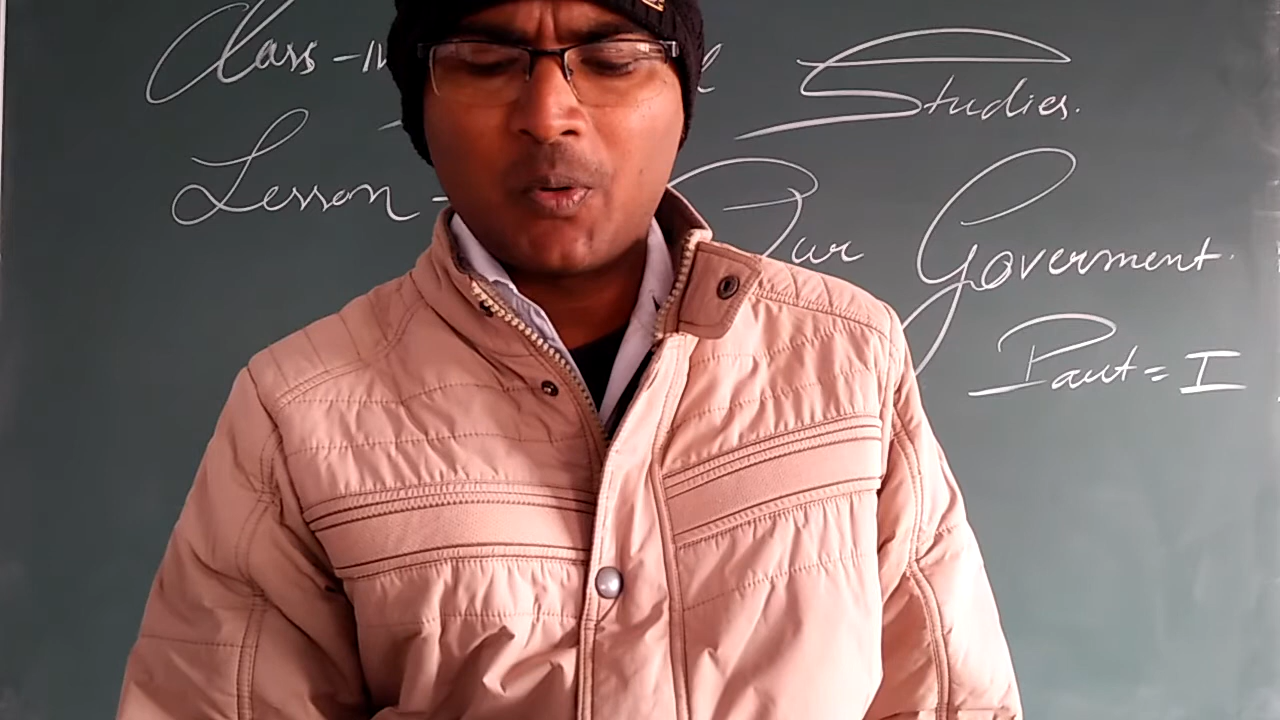 Class - Studies.
Lesson - Our Goverment.
Part = I